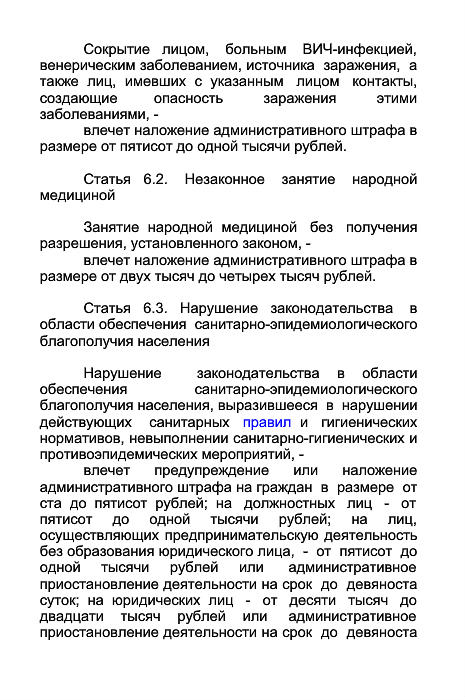 Сокрытие лицом, больным ВИЧ-инфекцией,
венерическим заболеванием, источника заражения, а
также лиц, имевших с указанным лицом контакты,
создающие опасность заражения этими
заболеваниями, -
влечет наложение административного штрафа в
размере от пятисот до одной тысячи рублей.
Статья 6.2. Незаконное занятие народной
медициной
Занятие народной медициной без получения
разрешения, установленного законом, -
влечет наложение административного штрафа в
размере от двух тысяч до четырех тысяч рублей.
Статья 6.3. Нарушение законодательства в
области обеспечения санитарно-эпидемиологического
благополучия населения
Нарушение законодательства в области
обеспечения санитарно-эпидемиологического
благополучия населения, выразившееся в нарушении
действующих санитарных правил и гигиенических
нормативов, невыполнении санитарно-гигиенических и
противоэпидемических мероприятий, -
влечет предупреждение или наложение
административного штрафа на граждан в размере от
ста до пятисот рублей; на должностных лиц - от
пятисот до одной тысячи рублей; на лиц,
осуществляющих предпринимательскую деятельность
без образования юридического лица, - от пятисот до
одной тысячи рублей или административное
приостановление деятельности на срок до девяноста
суток; на юридических лиц - от десяти тысяч до
двадцати тысяч рублей или административное
приостановление деятельности на срок до девяноста